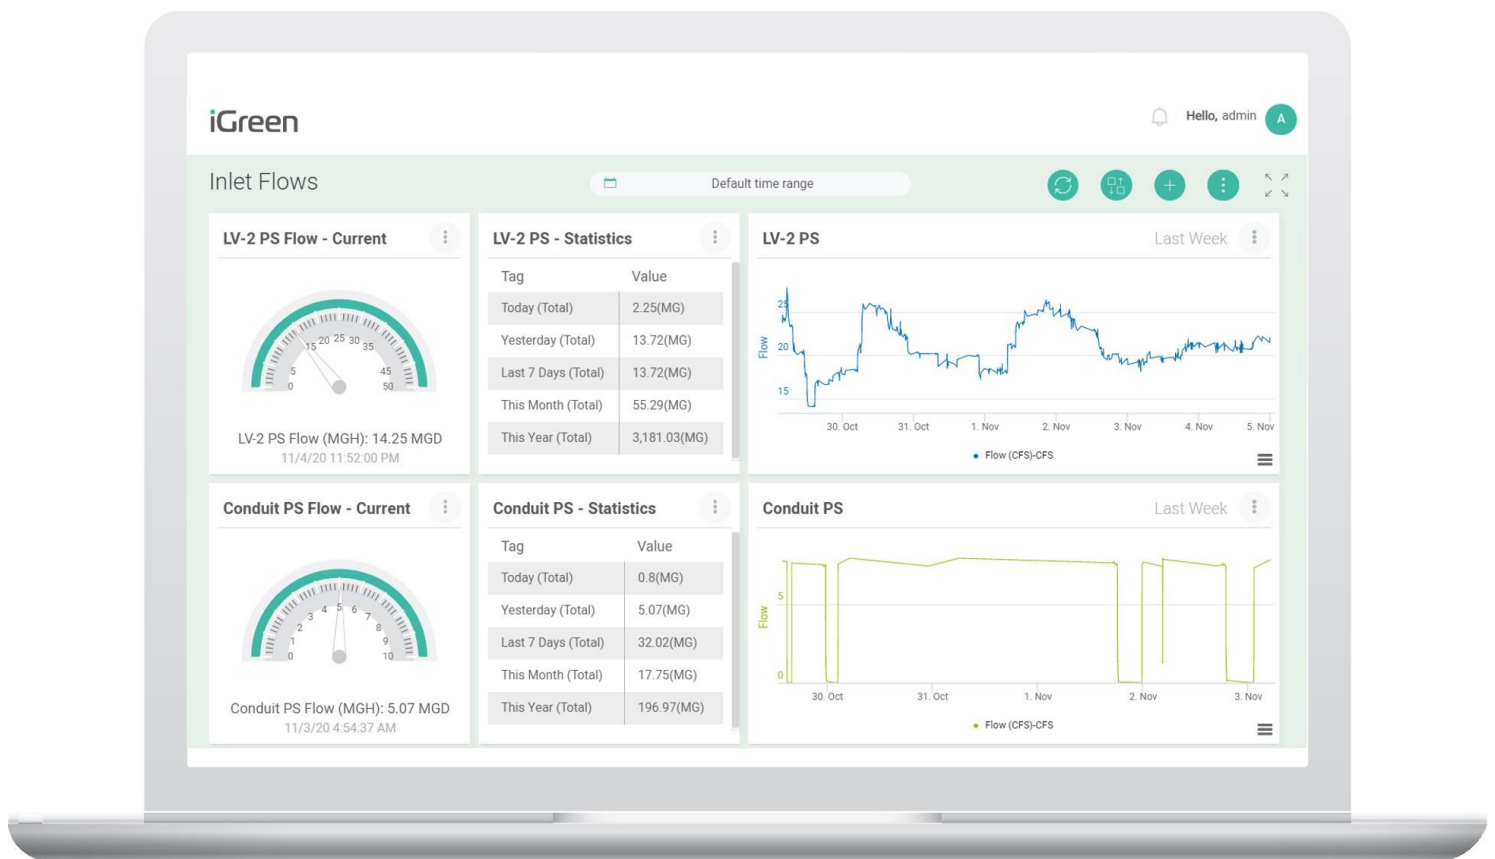 iGreen
Hello, admin
A
Inlet Flows
Default time range
LV-2 PS Flow - Current
0 5 15 20 25 30 35 45 50
LV-2 PS Flow (MGH): 14.25 MGD
11/4/20 11:52:00 PM
LV-2 PS - Statistics
Tag Value
Today (Total) 2.25(MG)
Yesterday (Total) 13.72(MG)
Last 7 Days (Total) 13.72(MG)
This Month (Total) 55.29(MG)
This Year (Total) 3,181.03(MG)
LV-2 PS
Last Week
25
20
15
Flow
30. Oct 31. Oct 1. Nov 2. Nov 3. Nov 4. Nov 5. Nov
Flow (CFS)-CFS
Conduit PS Flow - Current
0 1 2 3 4 5 6 7 8 9 10
Conduit PS Flow (MGH): 5.07 MGD
11/3/20 4:54:37 AM
Conduit PS - Statistics
Tag Value
Today (Total) 0.8(MG)
Yesterday (Total) 5.07(MG)
Last 7 Days (Total) 32.02(MG)
This Month (Total) 17.75(MG)
This Year (Total) 196.97(MG)
Conduit PS
Last Week
5
0
Flow
30. Oct 31. Oct 1. Nov 2. Nov 3. Nov
Flow (CFS)-CFS